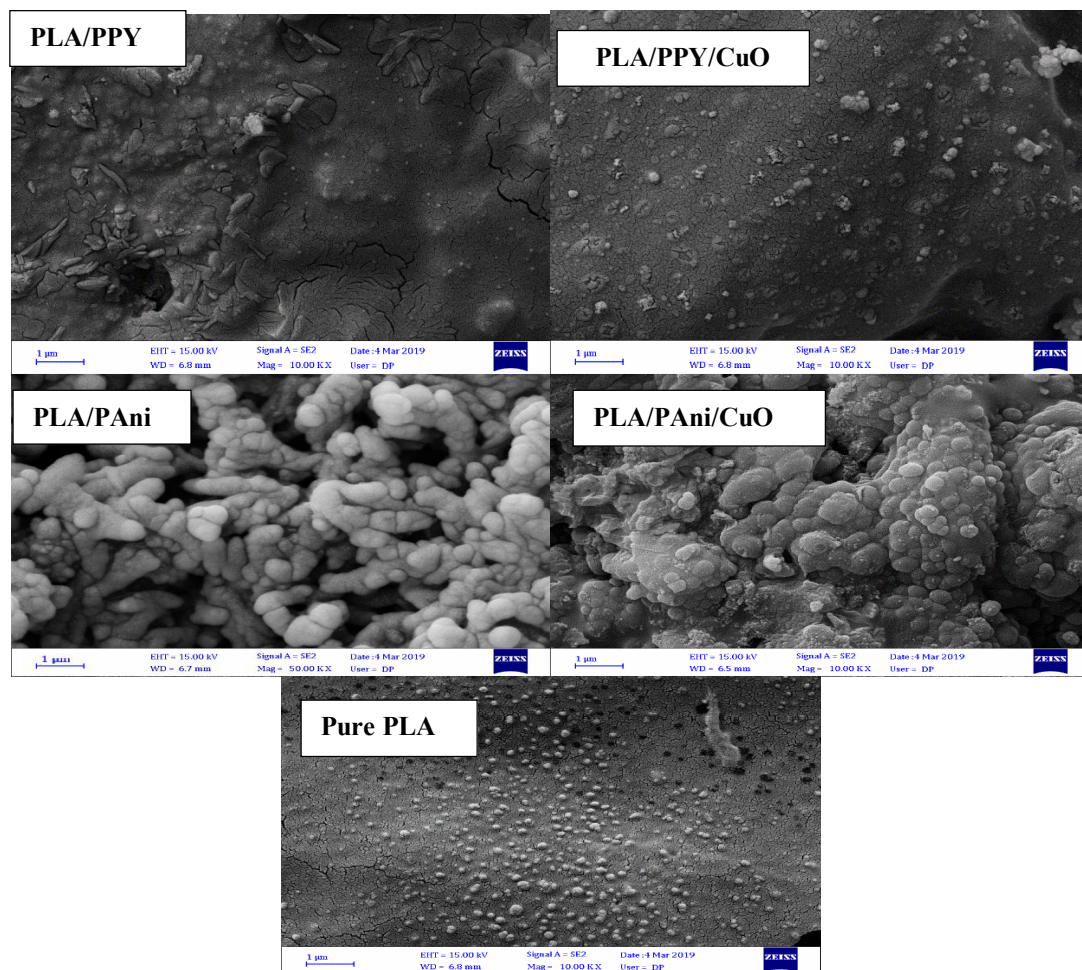 PLA/PPY
1 µm
EHT = 15.00 kV Signal A = SE2 Date :4 Mar 2019
WD = 6.8 mm Mag = 10.00 K X User = DP
ZEISS
PLA/PPY/CuO
1 µm
EHT = 15.00 kV Signal A = SE2 Date :4 Mar 2019
WD = 6.8 mm Mag = 10.00 K X User = DP
ZEISS
PLA/PAni
1 µm
EHT = 15.00 kV Signal A = SE2 Date :4 Mar 2019
WD = 6.7 mm Mag = 50.00 K X User = DP
ZEISS
PLA/PAni/CuO
1 µm
EHT = 15.00 kV Signal A = SE2 Date :4 Mar 2019
WD = 6.5 mm Mag = 10.00 K X User = DP
ZEISS
Pure PLA
1 µm
EHT = 15.00 kV Signal A = SE2 Date :4 Mar 2019
WD = 6.8 mm Mag = 10.00 K X User = DP
ZEISS